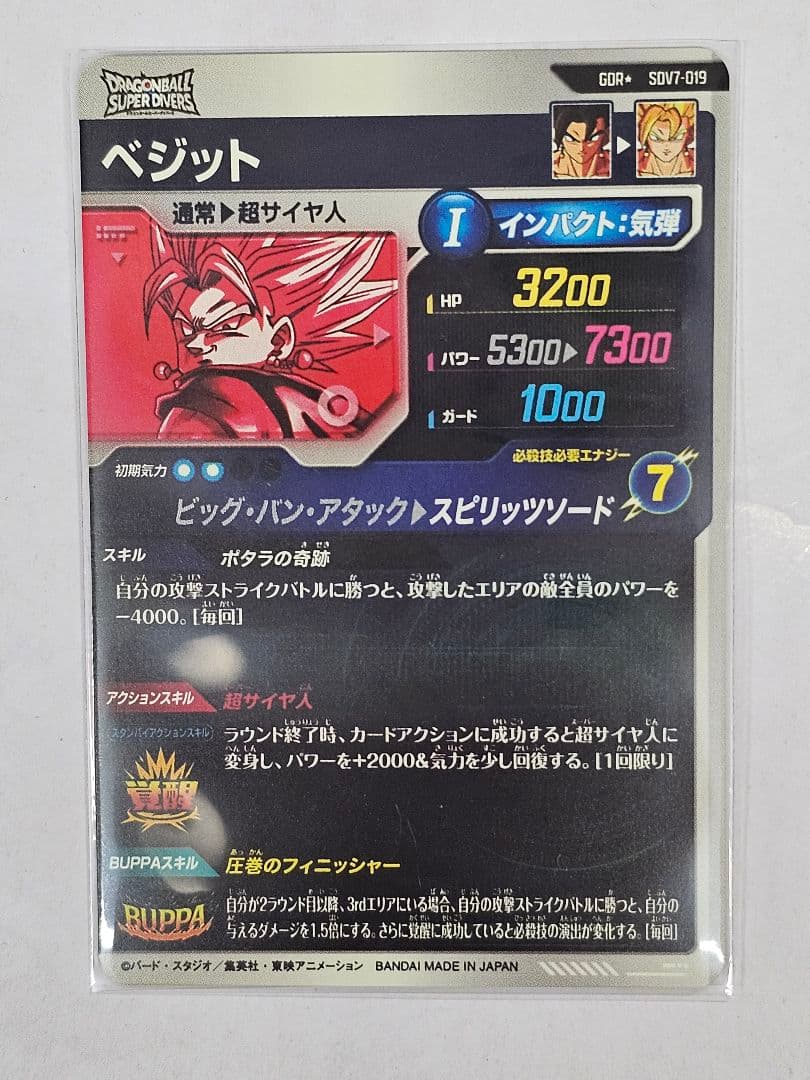 DRAGONBALL
SUPER DIVERS
GDR★ SDV7-019
ベジット
通常▶超サイヤ人
I インパクト:気弾
HP 3200
パワー 5300▶7300
ガード 1000
初期気力
必殺技必要エナジー
7
ビッグ・バン・アタック▶スピリッツソード
スキル ポタラの奇跡
自分の攻撃ストライクバトルに勝つと、攻撃したエリアの敵全員のパワーを
−4000。[毎回]
アクションスキル 超サイヤ人
(スタンバイアクションスキル)
ラウンド終了時、カードアクションに成功すると超サイヤ人に
変身し、パワーを+2000&気力を少し回復する。[1回限り]
覚醒
BUPPAスキル 圧巻のフィニッシャー
BUPPA
自分が2ラウンド目以降、3rdエリアにいる場合、自分の攻撃ストライクバトルに勝つと、自分の
与えるダメージを1.5倍にする。さらに覚醒に成功していると必殺技の演出が変化する。[毎回]
©バード・スタジオ/集英社・東映アニメーション BANDAI MADE IN JAPAN